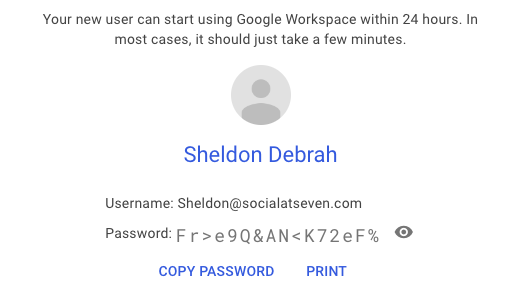 Your new user can start using Google Workspace within 24 hours. In
most cases, it should just take a few minutes.
Sheldon Debrah
Username: Sheldon@socialatseven.com
Password: Fr>e9Q&AN<K72eF%
COPY PASSWORD PRINT